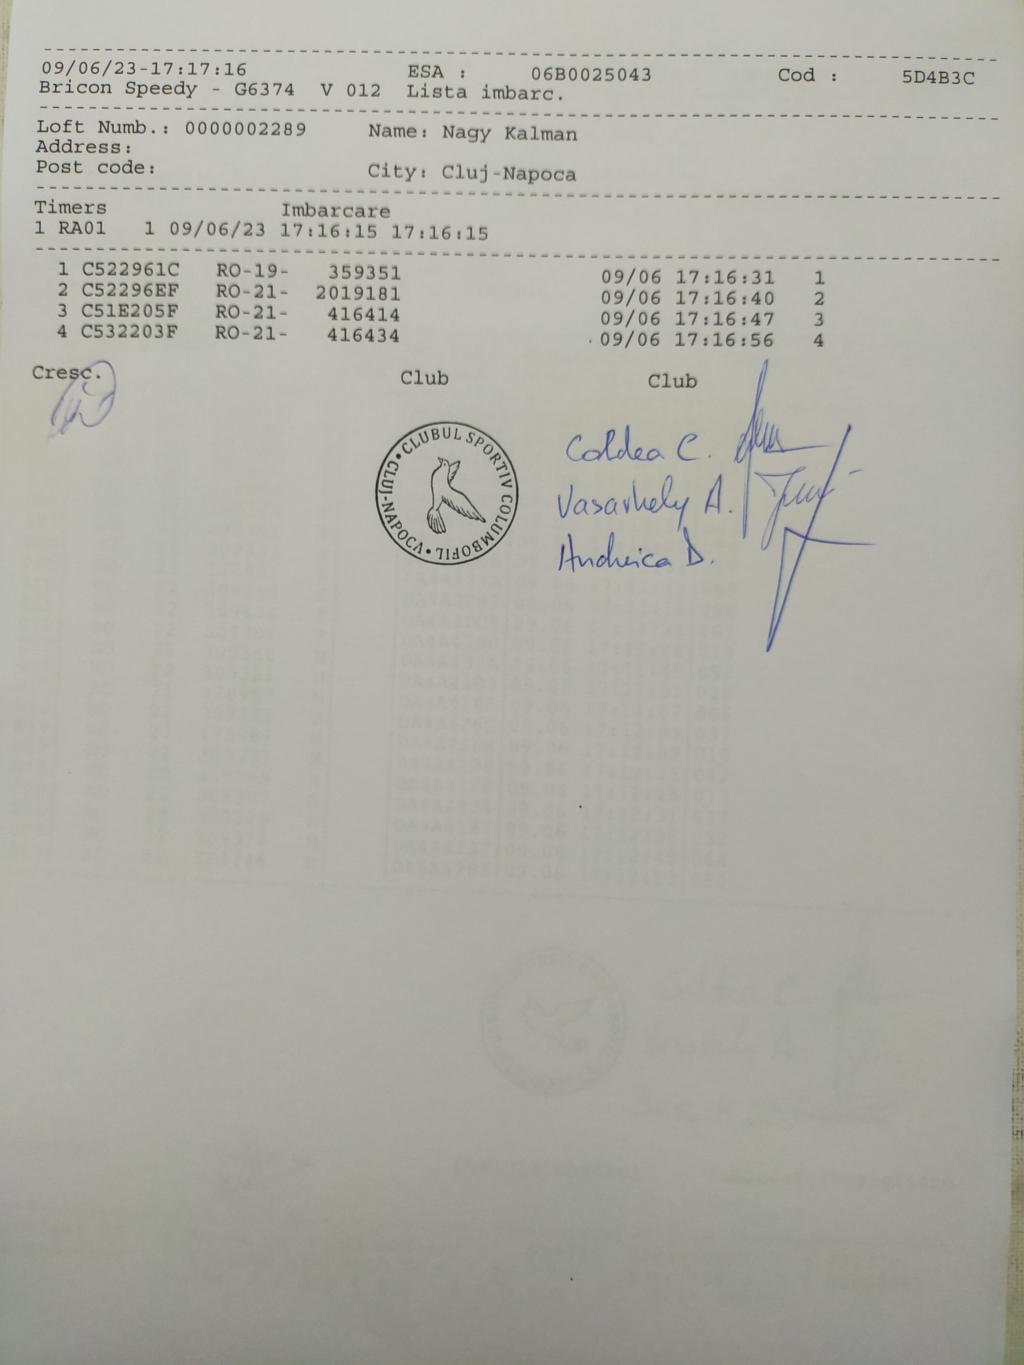 09/06/23-17:17:16 ESA : 06B0025043 Cod : 5D4B3C
Bricon Speedy - G6374 V 012 Lista imbarc.
Loft Numb.: 0000002289 Name: Nagy Kalman
Address:
Post code: City: Cluj-Napoca
Timers Imbarcare
1 RA01 1 09/06/23 17:16:15 17:16:15
1 C522961C RO-19- 359351 09/06 17:16:31 1
2 C52296EF RO-21- 2019181 09/06 17:16:40 2
3 C51E205F RO-21- 416414 09/06 17:16:47 3
4 C532203F RO-21- 416434 09/06 17:16:56 4
Cresc. Club Club
CLUBUL SPORTIV COLUMBOFIL • CLUJ-NAPOCA •
Coldea C.
Vasarhely A.
Andreica D.